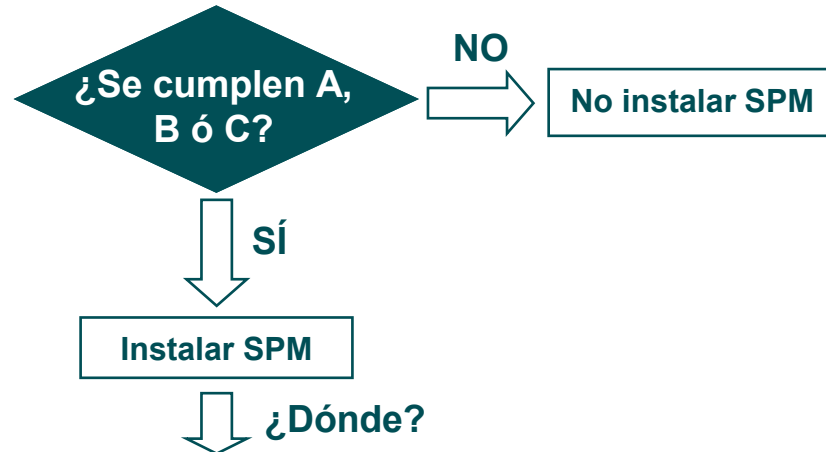 ¿Se cumplen A,
B ó C?
NO
No instalar SPM
SÍ
Instalar SPM
¿Dónde?